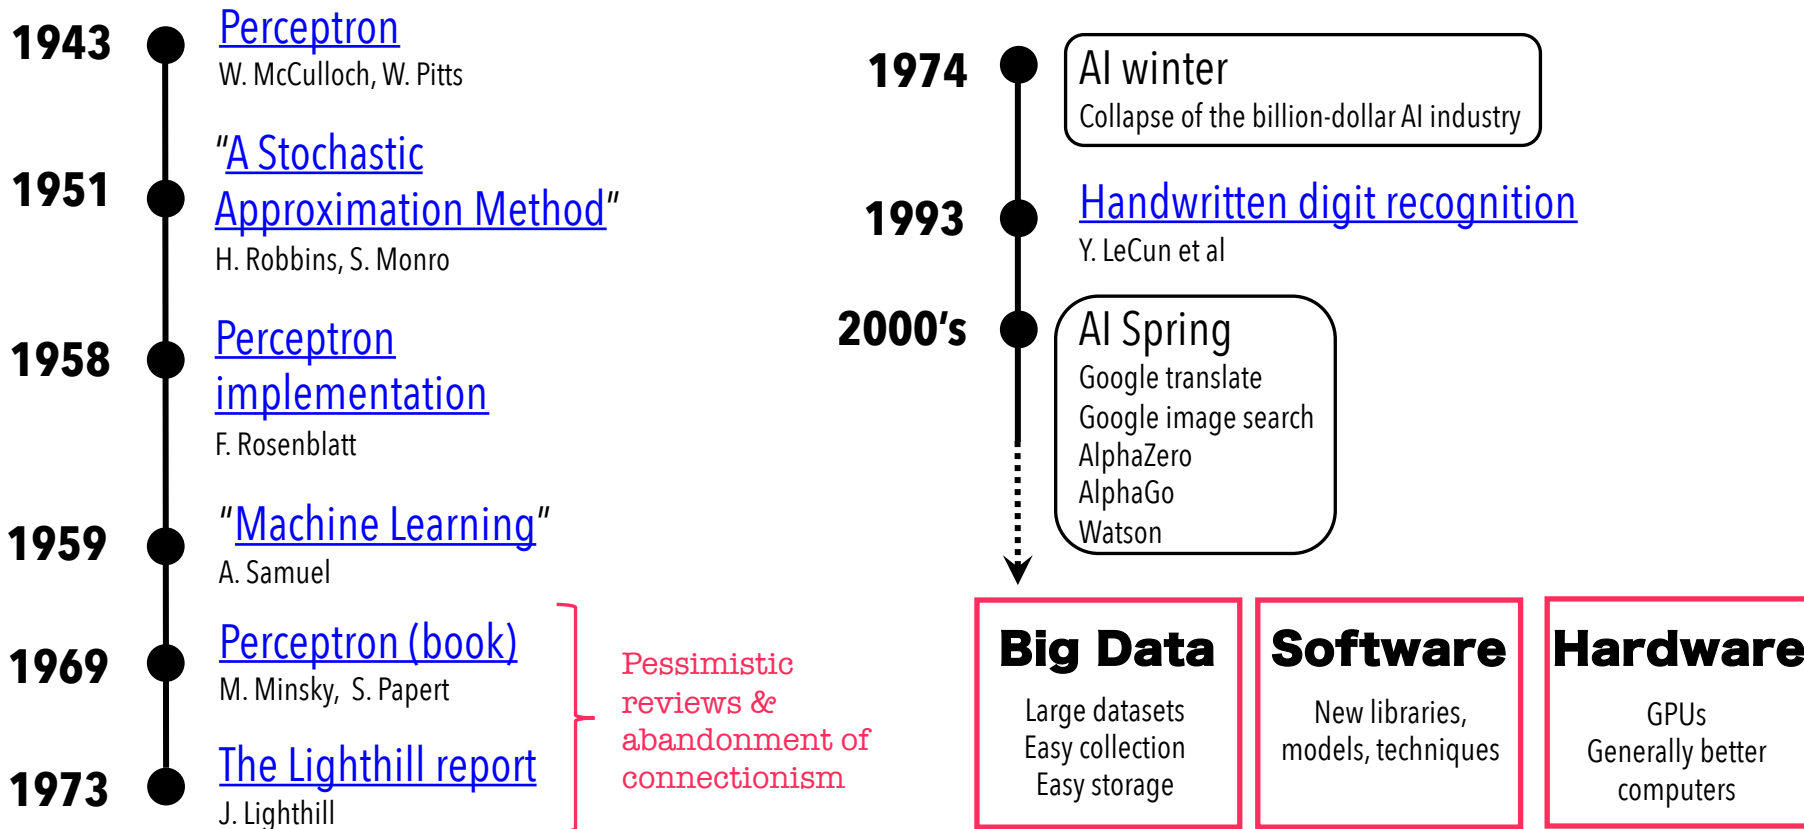 1943
Perceptron
W. McCulloch, W. Pitts
1951
"A Stochastic
Approximation Method"
H. Robbins, S. Monro
1958
Perceptron
implementation
F. Rosenblatt
1959
"Machine Learning"
A. Samuel
1969
Perceptron (book)
M. Minsky, S. Papert
1973
The Lighthill report
J. Lighthill
Pessimistic
reviews &
abandonment of
connectionism
1974
AI winter
Collapse of the billion-dollar AI industry
1993
Handwritten digit recognition
Y. LeCun et al
2000's
AI Spring
Google translate
Google image search
AlphaZero
AlphaGo
Watson
Big Data
Large datasets
Easy collection
Easy storage
Software
New libraries,
models, techniques
Hardware
GPUs
Generally better
computers